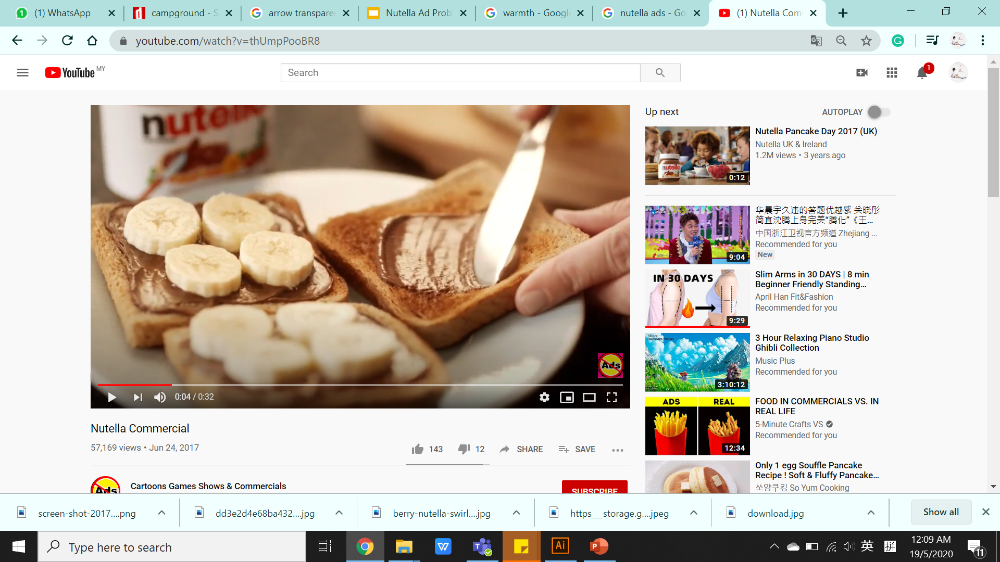 (1) WhatsApp
campground - S
arrow transparen
Nutella Ad Prob
warmth - Google
nutella ads - Go
(1) Nutella Com
youtube.com/watch?v=thUmpPooBR8
YouTube MY
Search
1
nutella
Ads
0:04 / 0:32
Nutella Commercial
57,169 views • Jun 24, 2017
143
12
SHARE
SAVE
Ads
Cartoons Games Shows & Commercials
SUBSCRIBE
Up next
AUTOPLAY
nutella
0:12
Nutella Pancake Day 2017 (UK)
Nutella UK & Ireland
1.2M views • 3 years ago
9:04
华晨宇久违的答题优越感 关晓彤
简直沈腾上身完美“腾化”《王...
中国浙江卫视官方频道 Zhejiang ...
Recommended for you
New
IN 30 DAYS
9:29
Slim Arms in 30 DAYS | 8 min
Beginner Friendly Standing...
April Han Fit&Fashion
Recommended for you
3:10:12
3 Hour Relaxing Piano Studio
Ghibli Collection
Music Plus
Recommended for you
ADS
REAL
12:34
FOOD IN COMMERCIALS VS. IN
REAL LIFE
5-Minute Crafts VS
Recommended for you
Only 1 egg Souffle Pancake
Recipe ! Soft & Fluffy Pancake...
쏘얌쿠킹 So Yum Cooking
screen-shot-2017....png
dd3e2d4e68ba432....jpg
berry-nutella-swirl....jpg
https___storage.g....jpeg
download.jpg
Show all
Type here to search
英
拼
12:09 AM
19/5/2020
11